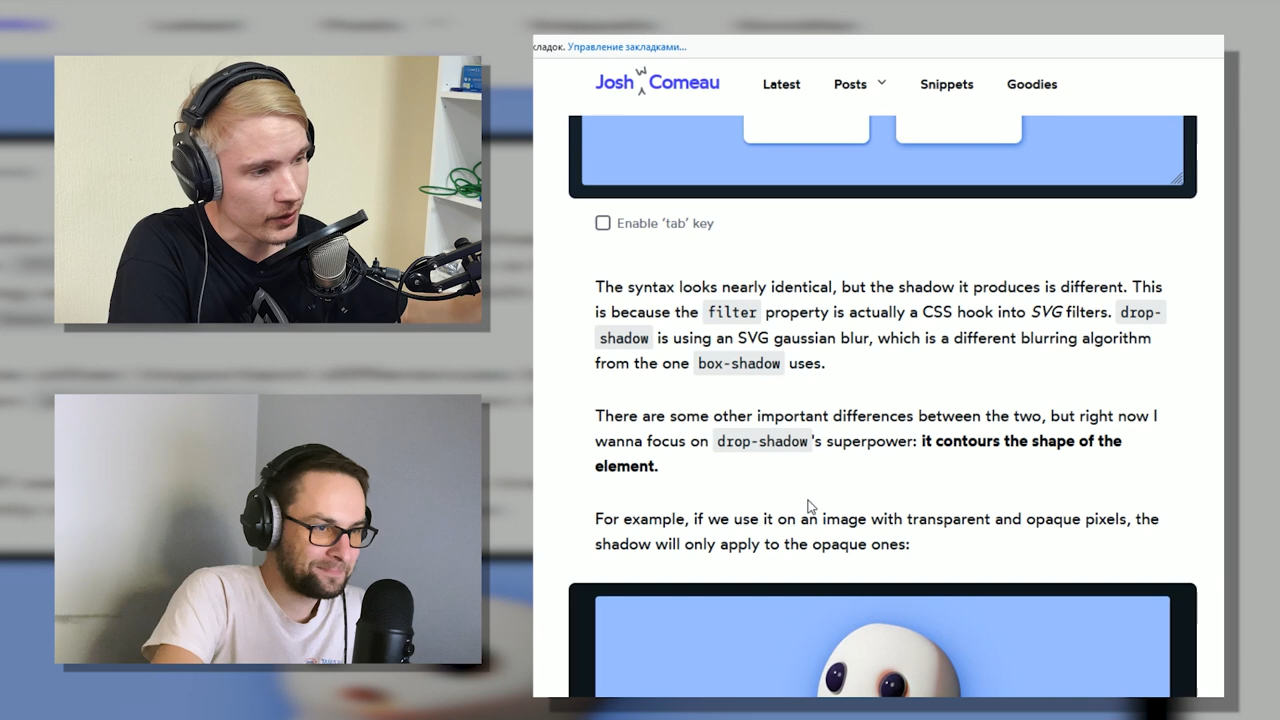 кладок. Управление закладками...
Josh W Comeau
Latest
Posts
Snippets
Goodies
Enable ‘tab’ key
The syntax looks nearly identical, but the shadow it produces is different. This
is because the filter property is actually a CSS hook into SVG filters. drop-
shadow is using an SVG gaussian blur, which is a different blurring algorithm
from the one box-shadow uses.
There are some other important differences between the two, but right now I
wanna focus on drop-shadow's superpower: it contours the shape of the
element.
For example, if we use it on an image with transparent and opaque pixels, the
shadow will only apply to the opaque ones: